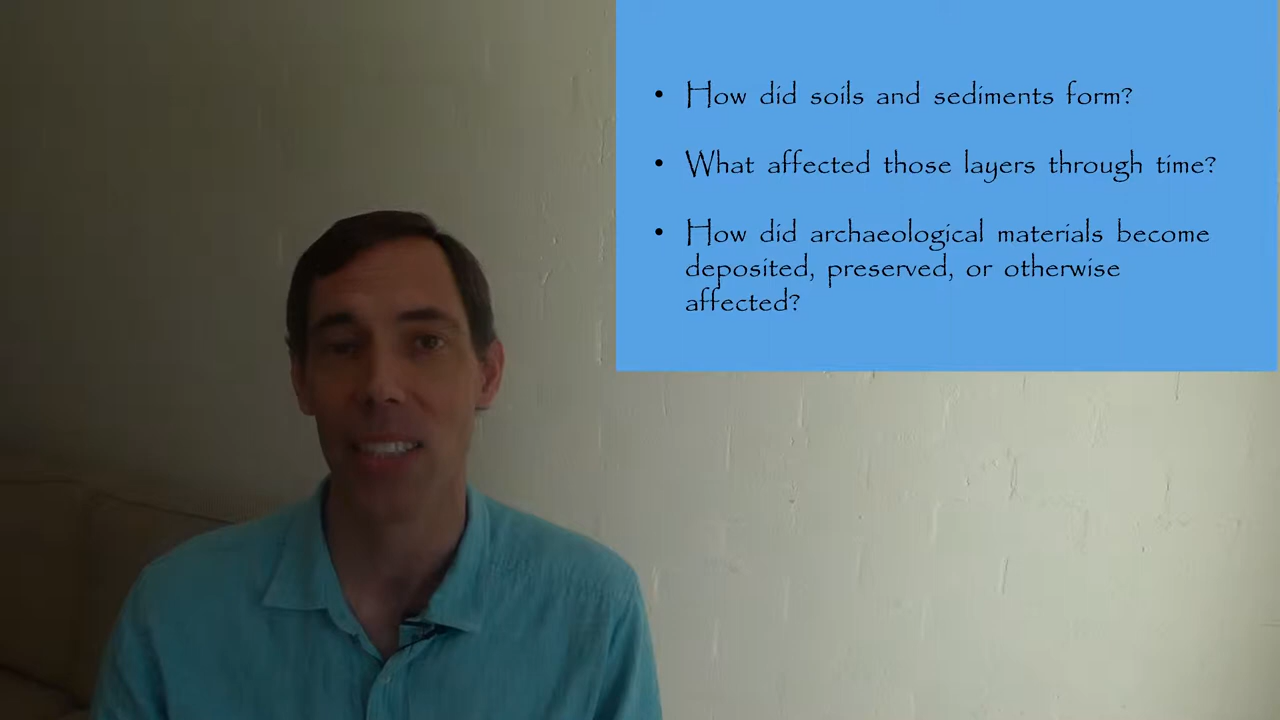 • How did soils and sediments form?
• What affected those layers through time?
• How did archaeological materials become
deposited, preserved, or otherwise
affected?